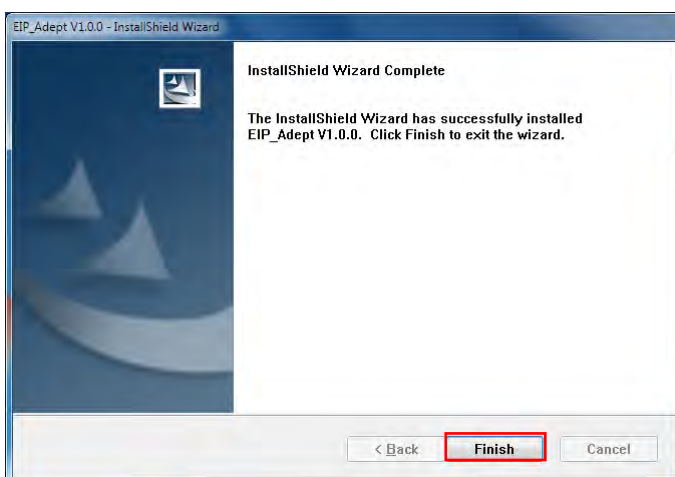 EIP_Adept V1.0.0 - InstallShield Wizard
InstallShield Wizard Complete
The InstallShield Wizard has successfully installed
EIP_Adept V1.0.0. Click Finish to exit the wizard.
< Back Finish Cancel